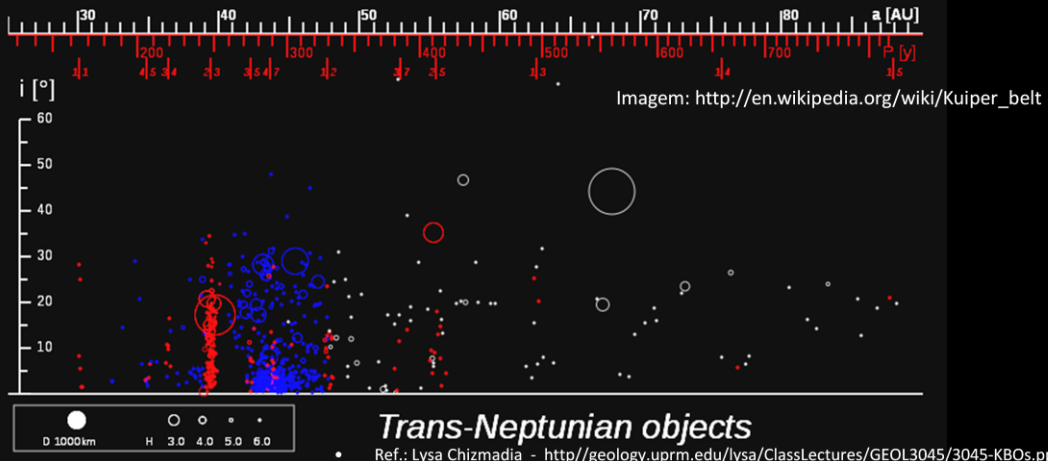 30 40 50 60 70 80 a [AU]
200 300 400 500 600 700 P [y]
1 1 4 5 3 4 2 3 3 5 4 7 1 2 3 7 2 5 1 3 1 4 1 5
i [°]
Imagem: http://en.wikipedia.org/wiki/Kuiper_belt
60
50
40
30
20
10
Trans-Neptunian objects
D 1000km H 3.0 4.0 5.0 6.0
• Ref.: Lysa Chizmadia - http//geology.uprm.edu/lysa/ClassLectures/GEOL3045/3045-KBOs.p